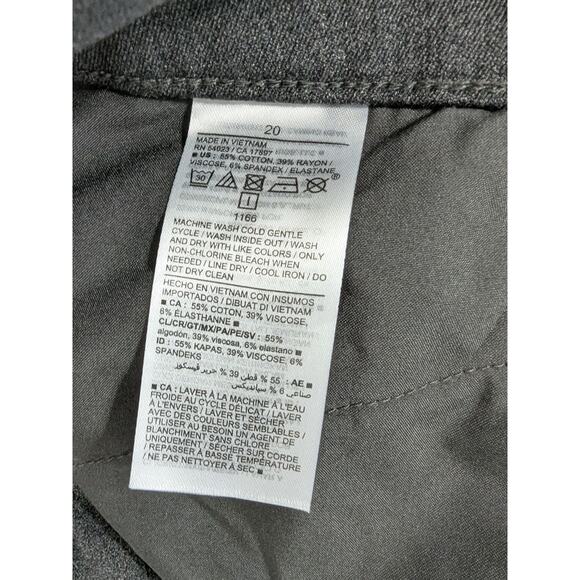 20
MADE IN VIETNAM
RN 54023 / CA 17897
■ US : 55% COTTON, 39% RAYON /
VISCOSE, 6% SPANDEX / ELASTANE
30
®
1166
MACHINE WASH COLD GENTLE
CYCLE / WASH INSIDE OUT / WASH
AND DRY WITH LIKE COLORS / ONLY
NON-CHLORINE BLEACH WHEN
NEEDED / LINE DRY / COOL IRON / DO
NOT DRY CLEAN
HECHO EN VIETNAM CON INSUMOS
IMPORTADOS / DIBUAT DI VIETNAM
■ CA : 55% COTTON, 39% VISCOSE,
6% ÉLASTHANNE ■
CL/CR/GT/MX/PA/PE/SV : 55%
algodón, 39% viscosa, 6% elastano ■
ID : 55% KAPAS, 39% VISCOSE, 6%
SPANDEKS
■ AE : 55 % قطن 39 % حرير فيسكوز
صناعي 6 % سباندیکس
■ CA : LAVER À LA MACHINE À L'EAU
FROIDE AU CYCLE DÉLICAT / LAVER
À L'ENVERS / LAVER ET SÉCHER
AVEC DES COULEURS SEMBLABLES /
UTILISER AU BESOIN UN AGENT DE
BLANCHIMENT SANS CHLORE
UNIQUEMENT / SÉCHER SUR CORDE
/ REPASSER À BASSE TEMPÉRATURE
/ NE PAS NETTOYER À SEC ■